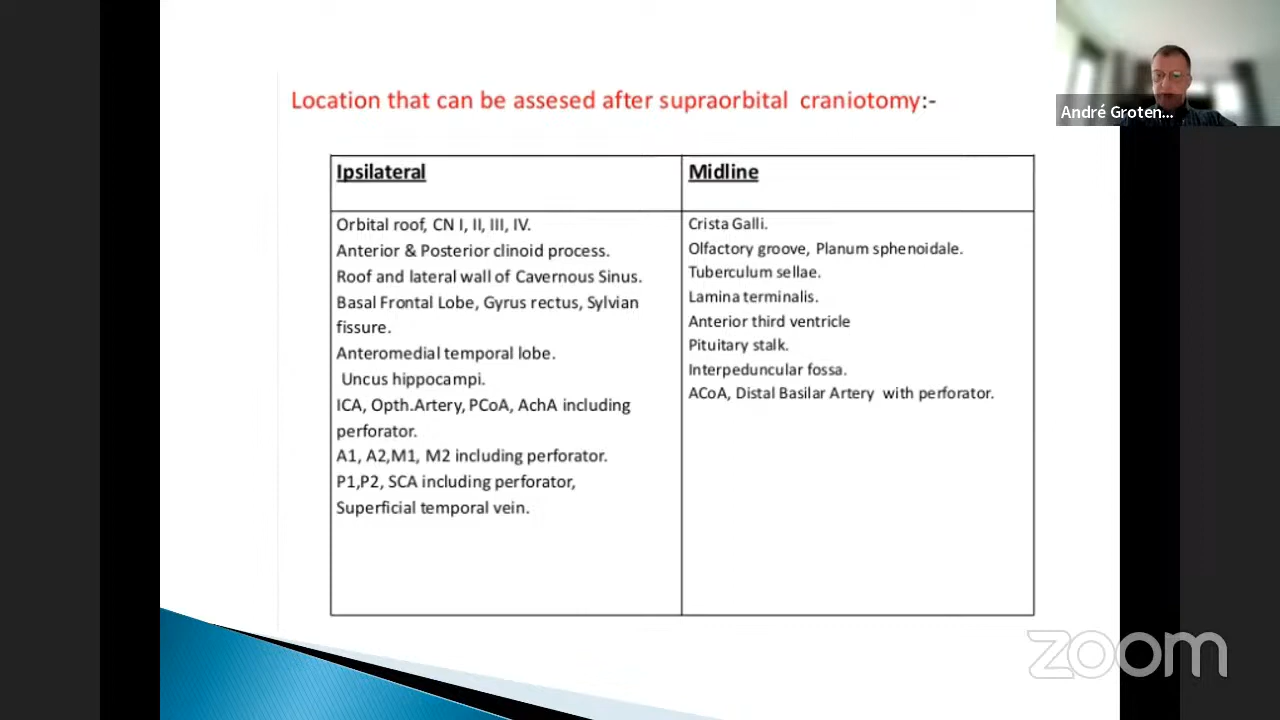 Location that can be assesed after supraorbital craniotomy:-
André Groten...
Ipsilateral
Orbital roof, CN I, II, III, IV.
Anterior & Posterior clinoid process.
Roof and lateral wall of Cavernous Sinus.
Basal Frontal Lobe, Gyrus rectus, Sylvian
fissure.
Anteromedial temporal lobe.
Uncus hippocampi.
ICA, Opth.Artery, PCoA, AchA including
perforator.
A1, A2,M1, M2 including perforator.
P1,P2, SCA including perforator,
Superficial temporal vein.
Midline
Crista Galli.
Olfactory groove, Planum sphenoidale.
Tuberculum sellae.
Lamina terminalis.
Anterior third ventricle
Pituitary stalk.
Interpeduncular fossa.
ACoA, Distal Basilar Artery with perforator.
zoom